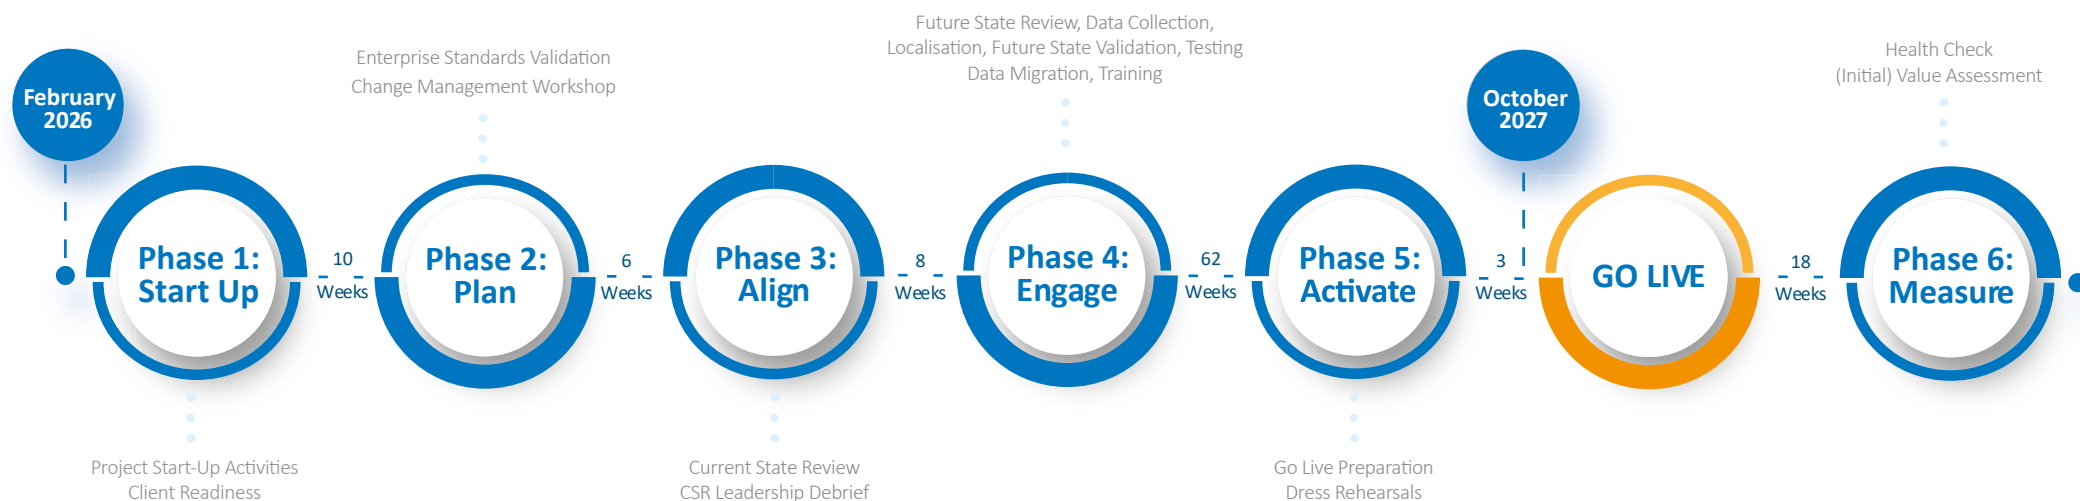 February
2026
Phase 1:
Start Up
Project Start-Up Activities
Client Readiness
10
Weeks
Enterprise Standards Validation
Change Management Workshop
Phase 2:
Plan
6
Weeks
Phase 3:
Align
Current State Review
CSR Leadership Debrief
8
Weeks
Future State Review, Data Collection,
Localisation, Future State Validation, Testing
Data Migration, Training
Phase 4:
Engage
62
Weeks
Phase 5:
Activate
Go Live Preparation
Dress Rehearsals
3
Weeks
October
2027
GO LIVE
18
Weeks
Health Check
(Initial) Value Assessment
Phase 6:
Measure